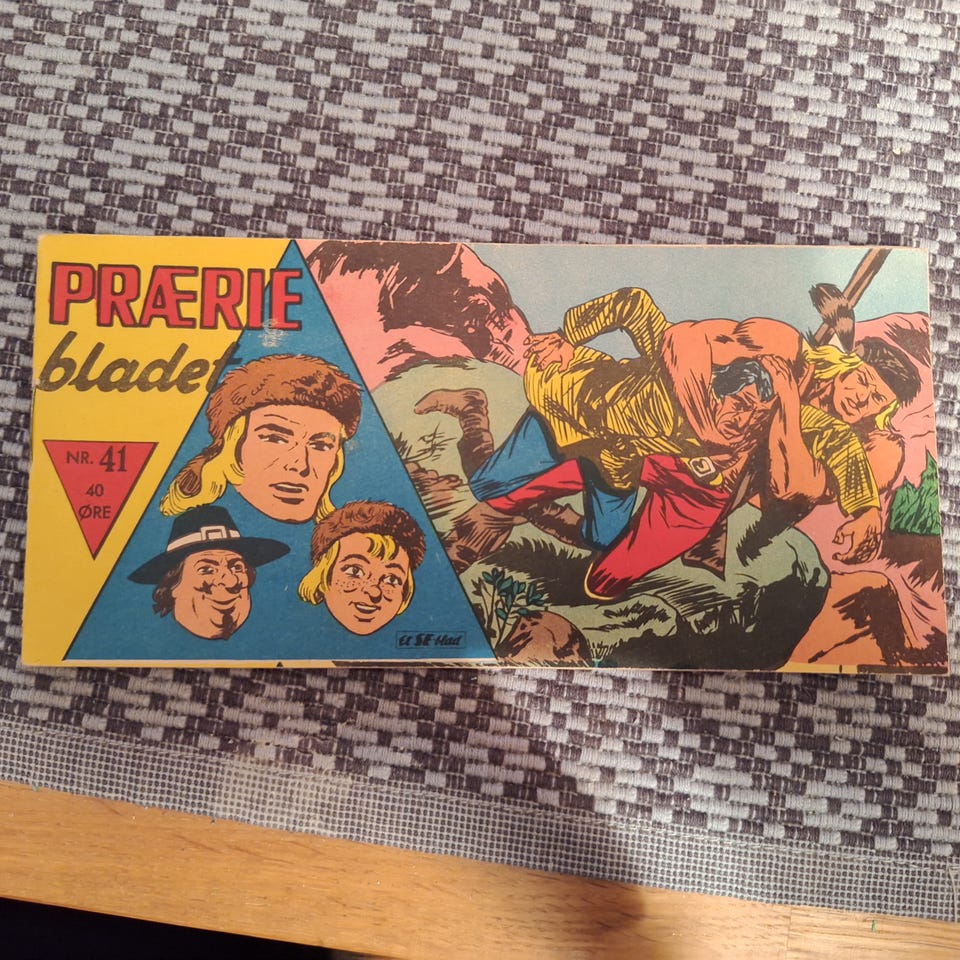 PRÆRIE
bladet
NR. 41
40
ØRE
Et SE-blad